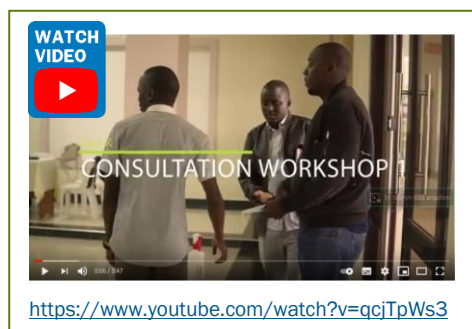 WATCH
VIDEO
CONSULTATION WORKSHOP 1
0:06 / 5:47
https://www.youtube.com/watch?v=qcjTpWs3